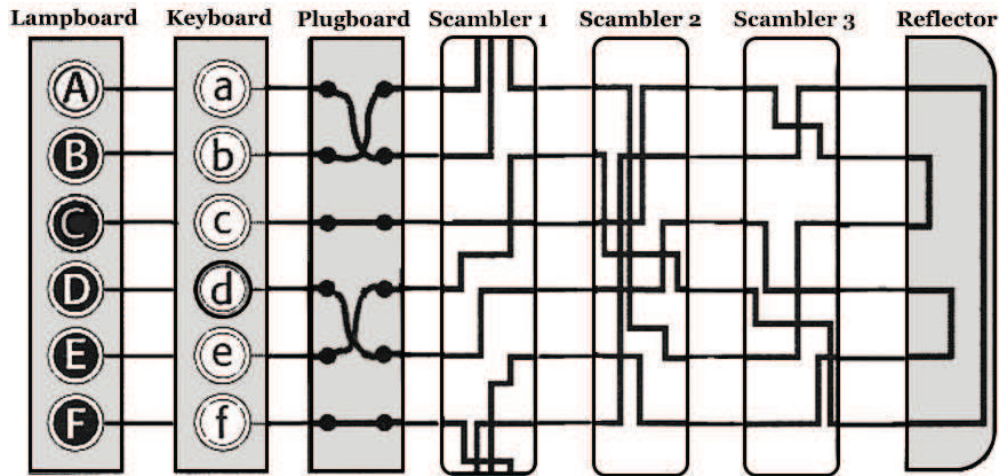 Lampboard Keyboard Plugboard Scambler 1 Scambler 2 Scambler 3 Reflector
A a
B b
C c
D d
E e
F f